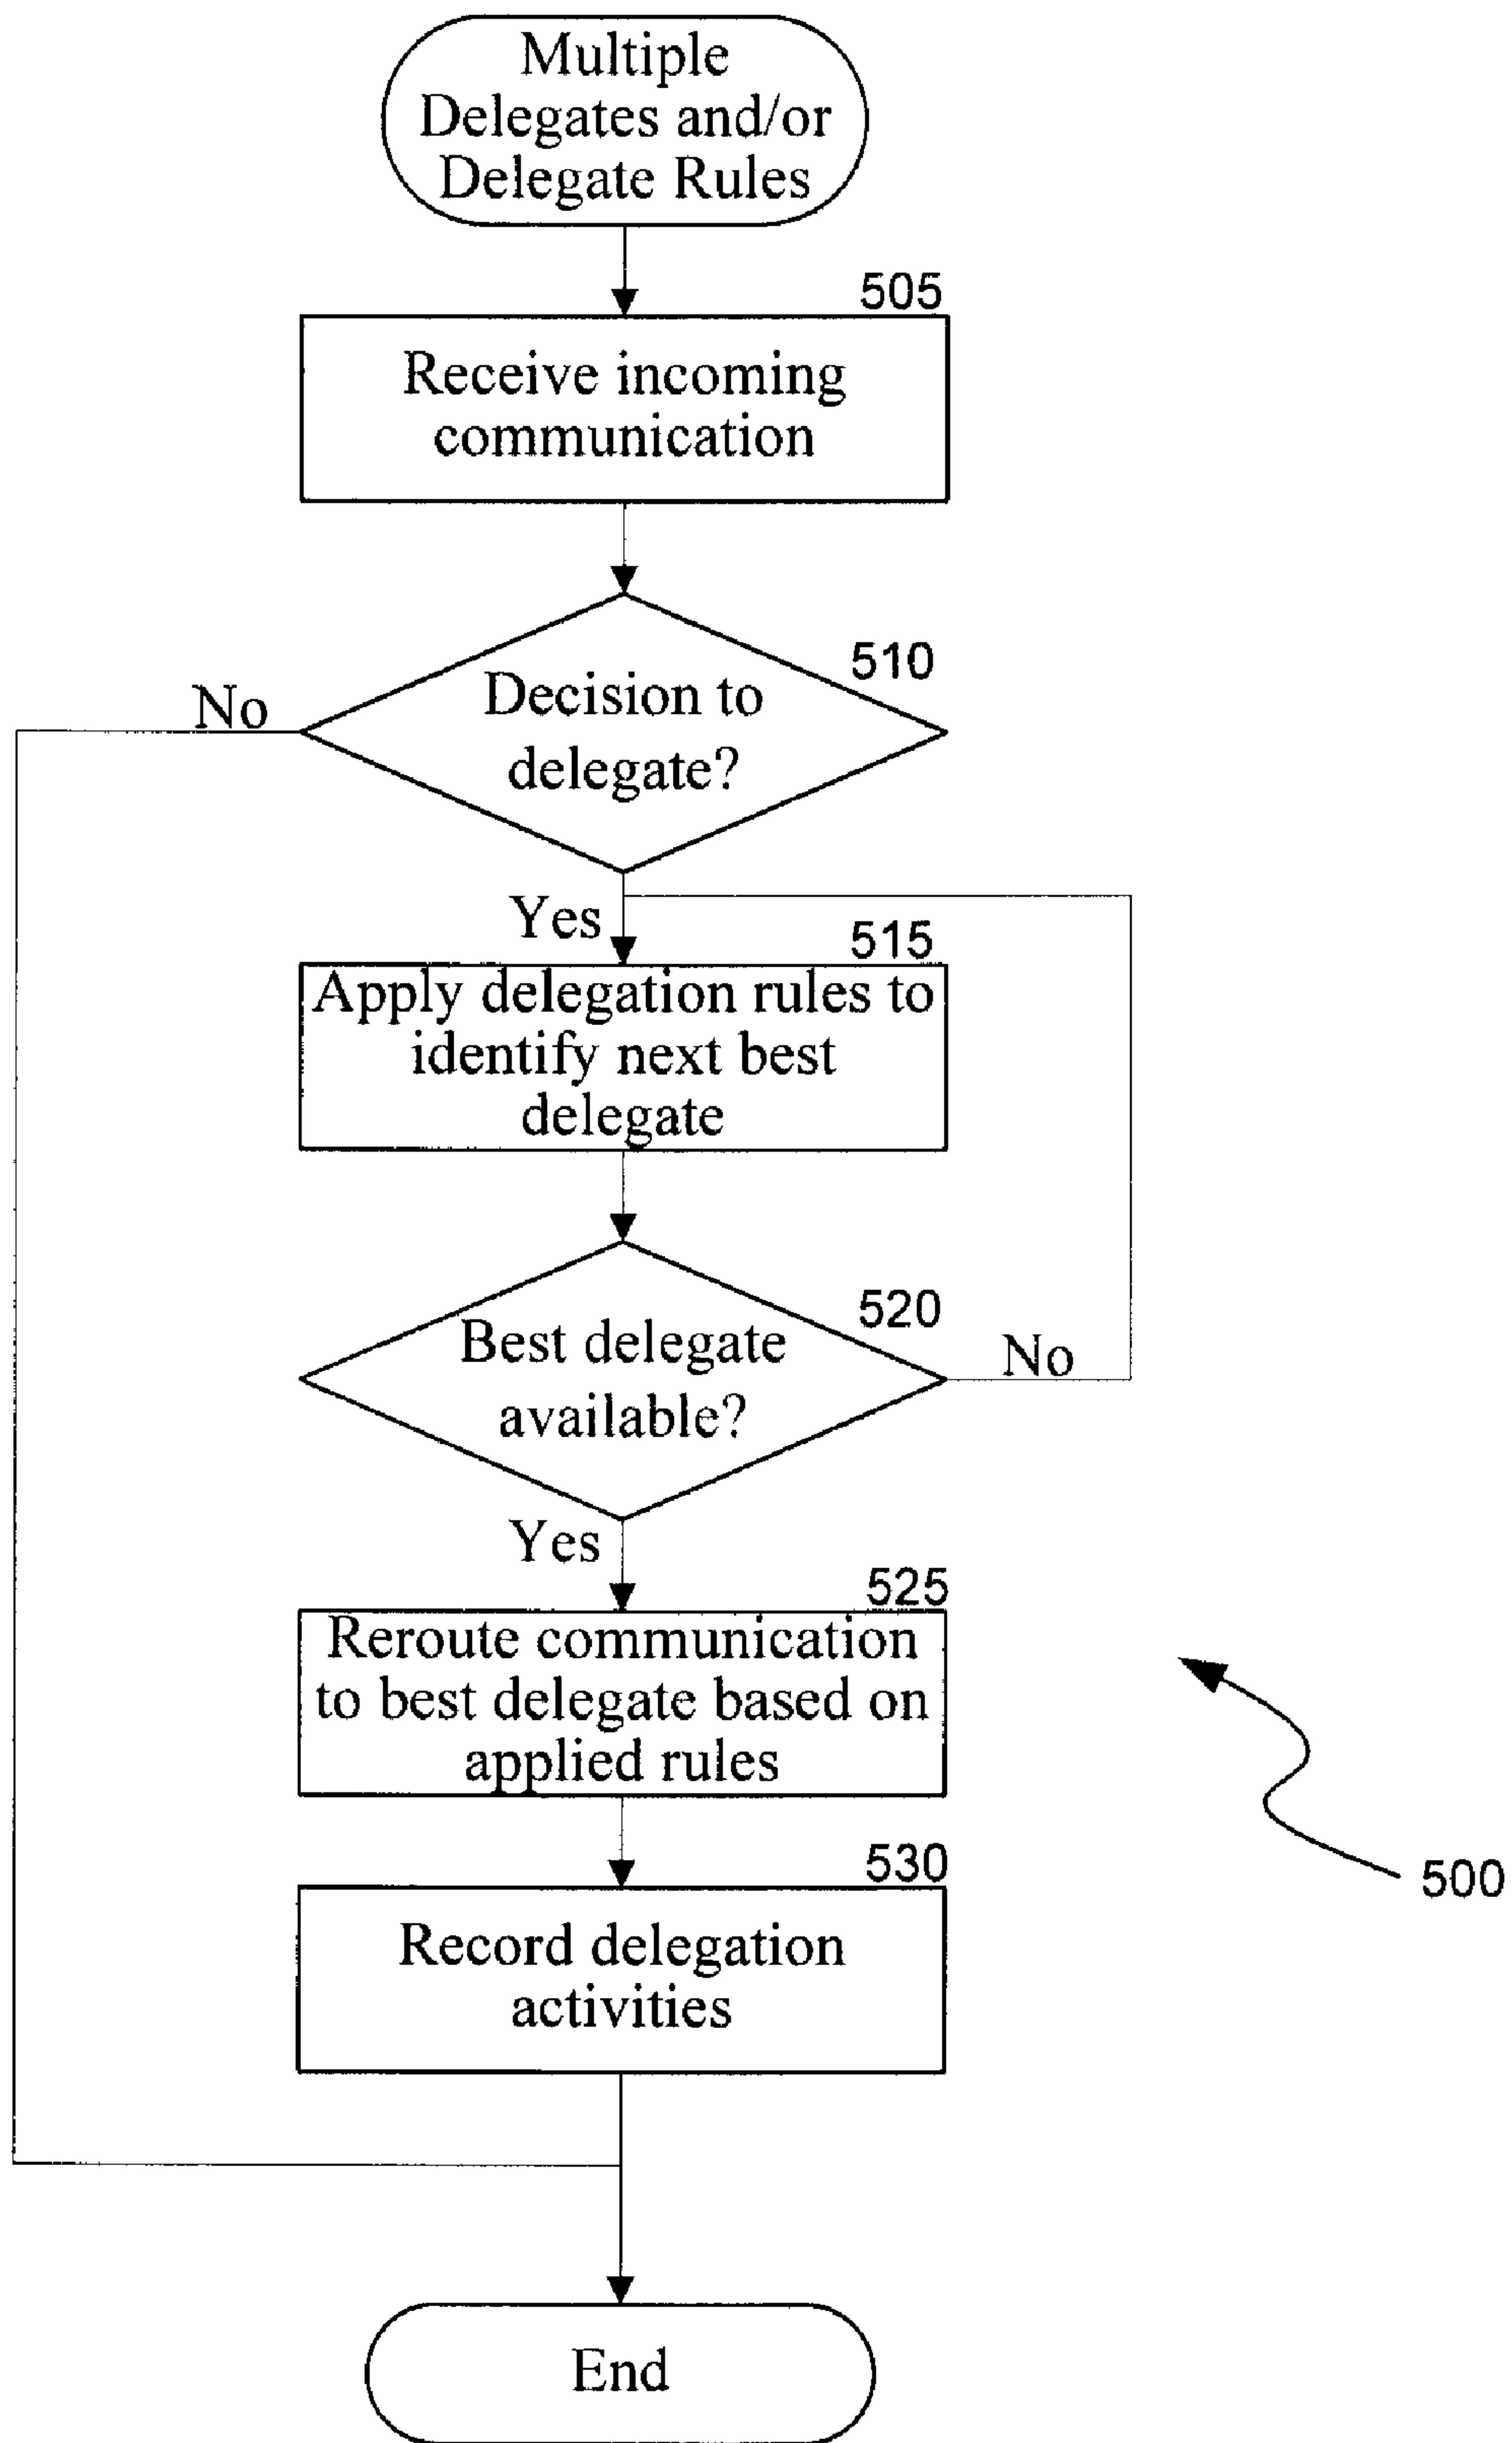 Multiple
Delegates and/or
Delegate Rules
505
Receive incoming
communication
510
Decision to
delegate?
No
Yes
515
Apply delegation rules to
identify next best
delegate
520
Best delegate
available?
No
Yes
525
Reroute communication
to best delegate based on
applied rules
530
Record delegation
activities
500
End